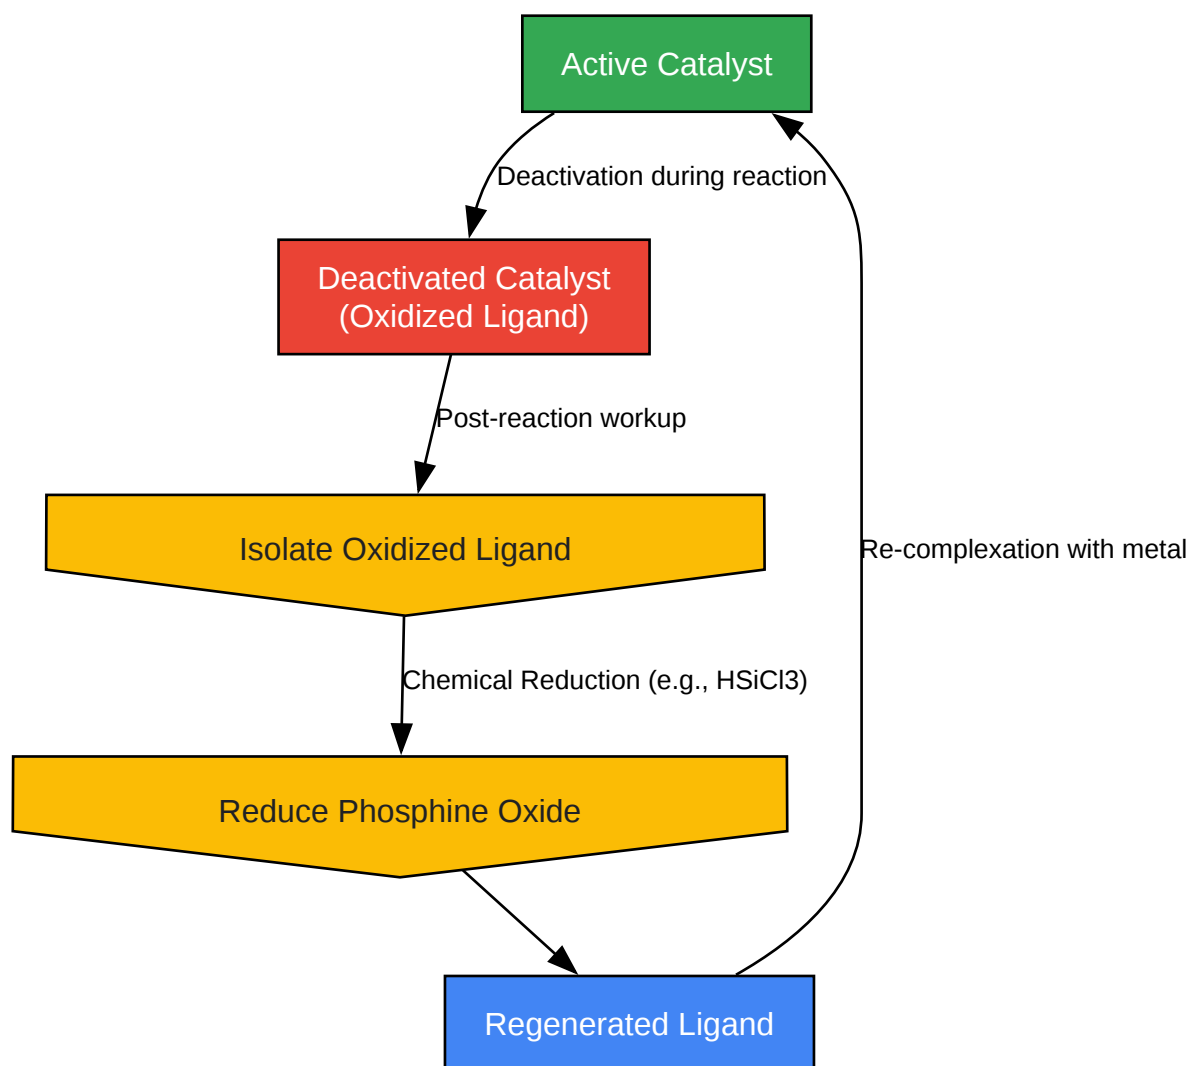 Active Catalyst
Deactivation during reaction
Deactivated Catalyst
(Oxidized Ligand)
Post-reaction workup
Isolate Oxidized Ligand
Re-complexation with metal
Chemical Reduction (e.g., HSiCl3)
Reduce Phosphine Oxide
Regenerated Ligand